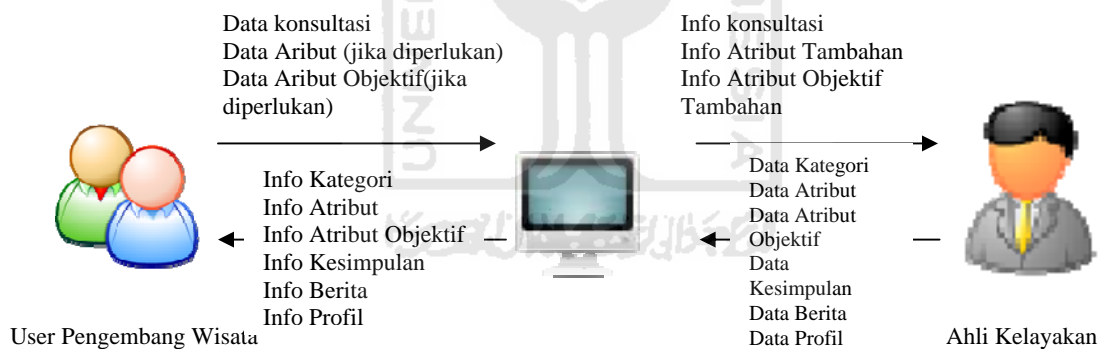 Data konsultasi
Data Aribut (jika diperlukan)
Data Aribut Objektif(jika
diperlukan)
Info konsultasi
Info Atribut Tambahan
Info Atribut Objektif
Tambahan
Info Kategori
Info Atribut
Info Atribut Objektif
Info Kesimpulan
Info Berita
Info Profil
Data Kategori
Data Atribut
Data Atribut
Objektif
Data
Kesimpulan
Data Berita
Data Profil
User Pengembang Wisata
Ahli Kelayakan